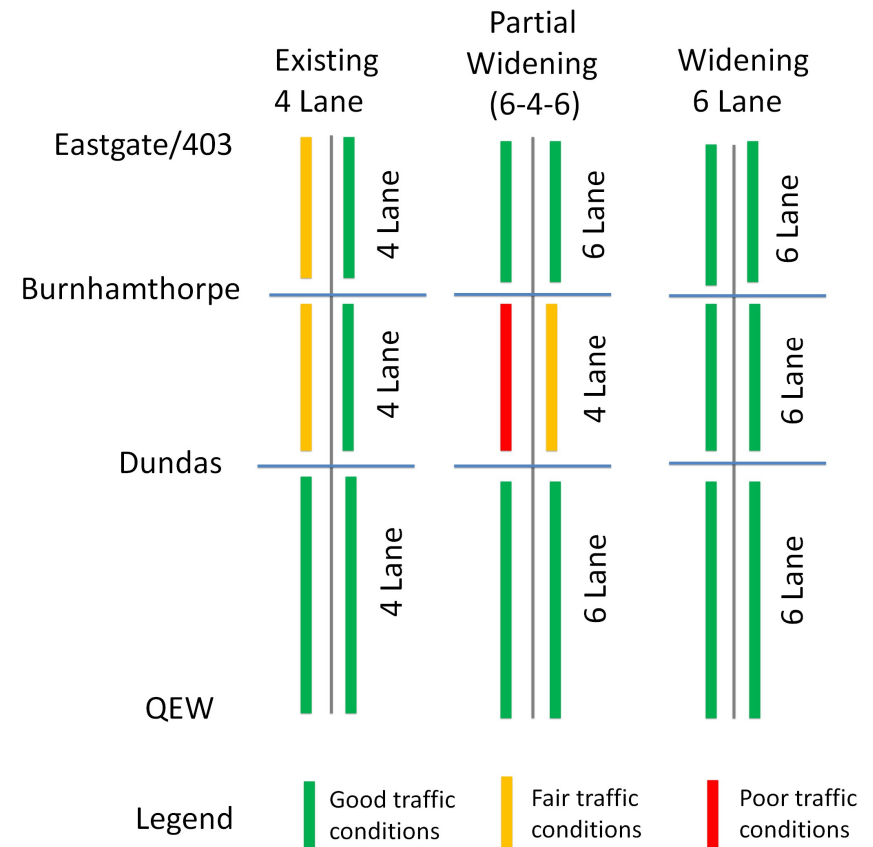 Existing
4 Lane
Partial
Widening
(6-4-6)
Widening
6 Lane
Eastgate/403
4 Lane
6 Lane
6 Lane
Burnhamthorpe
4 Lane
4 Lane
6 Lane
Dundas
4 Lane
6 Lane
6 Lane
QEW
Legend
Good traffic
conditions
Fair traffic
conditions
Poor traffic
conditions